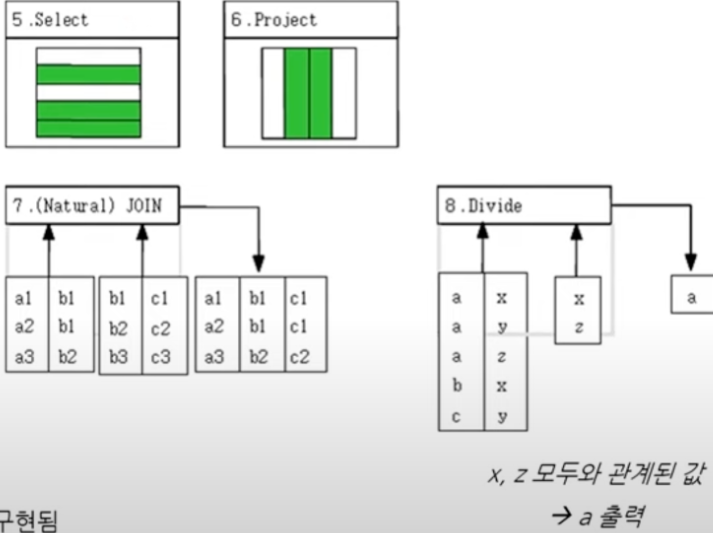 5.Select
6.Project
7.(Natural) JOIN
8.Divide
a1 b1
a2 b1
a3 b2
b1 c1
b2 c2
b3 c3
a1 b1 c1
a2 b1 c1
a3 b2 c2
a x
a y
a z
b x
c y
x
z
a
x, z 모두와 관계된 값
→ a 출력
구현됨